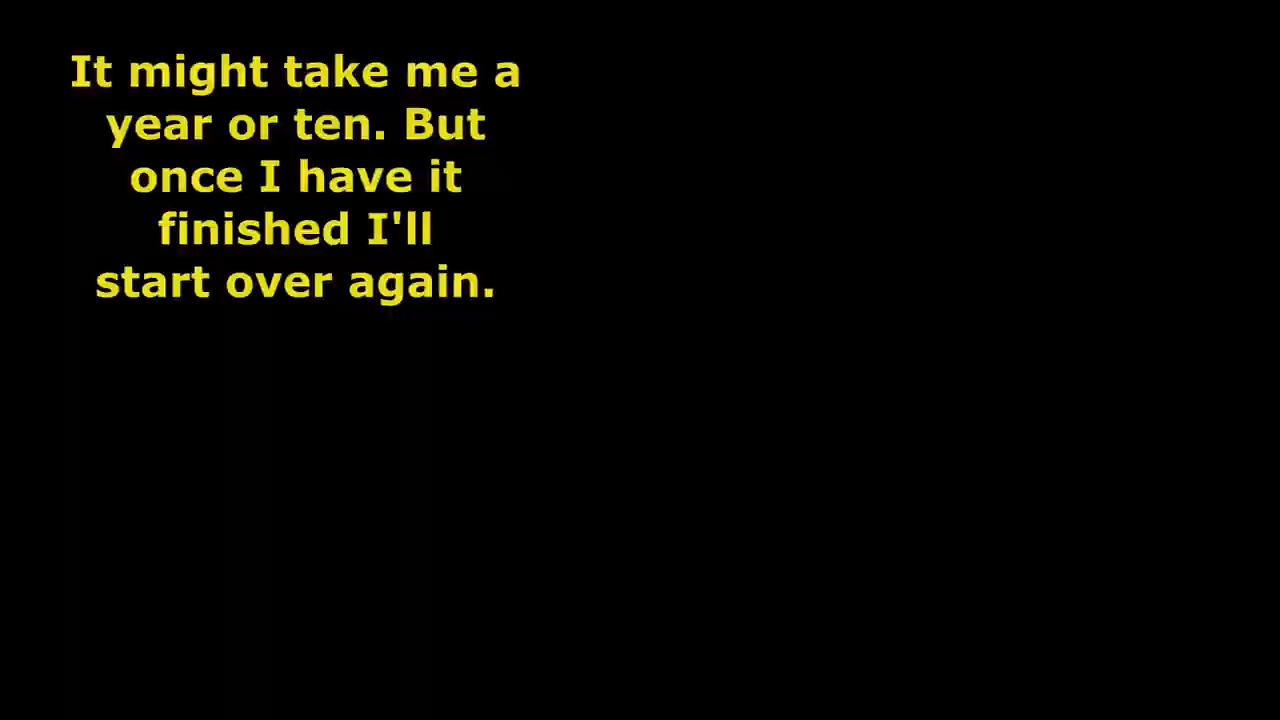 It might take me a
year or ten. But
once I have it
finished I'll
start over again.